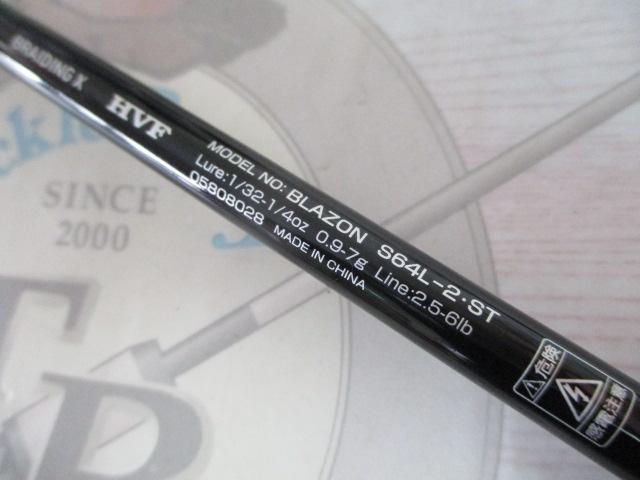 BRAIDING X
HVF
MODEL NO: BLAZON S64L-2·ST
Lure:1/32-1/4oz 0.9-7g Line:2.5-6lb
05808028 MADE IN CHINA
危険
感電注意
SINCE
2000